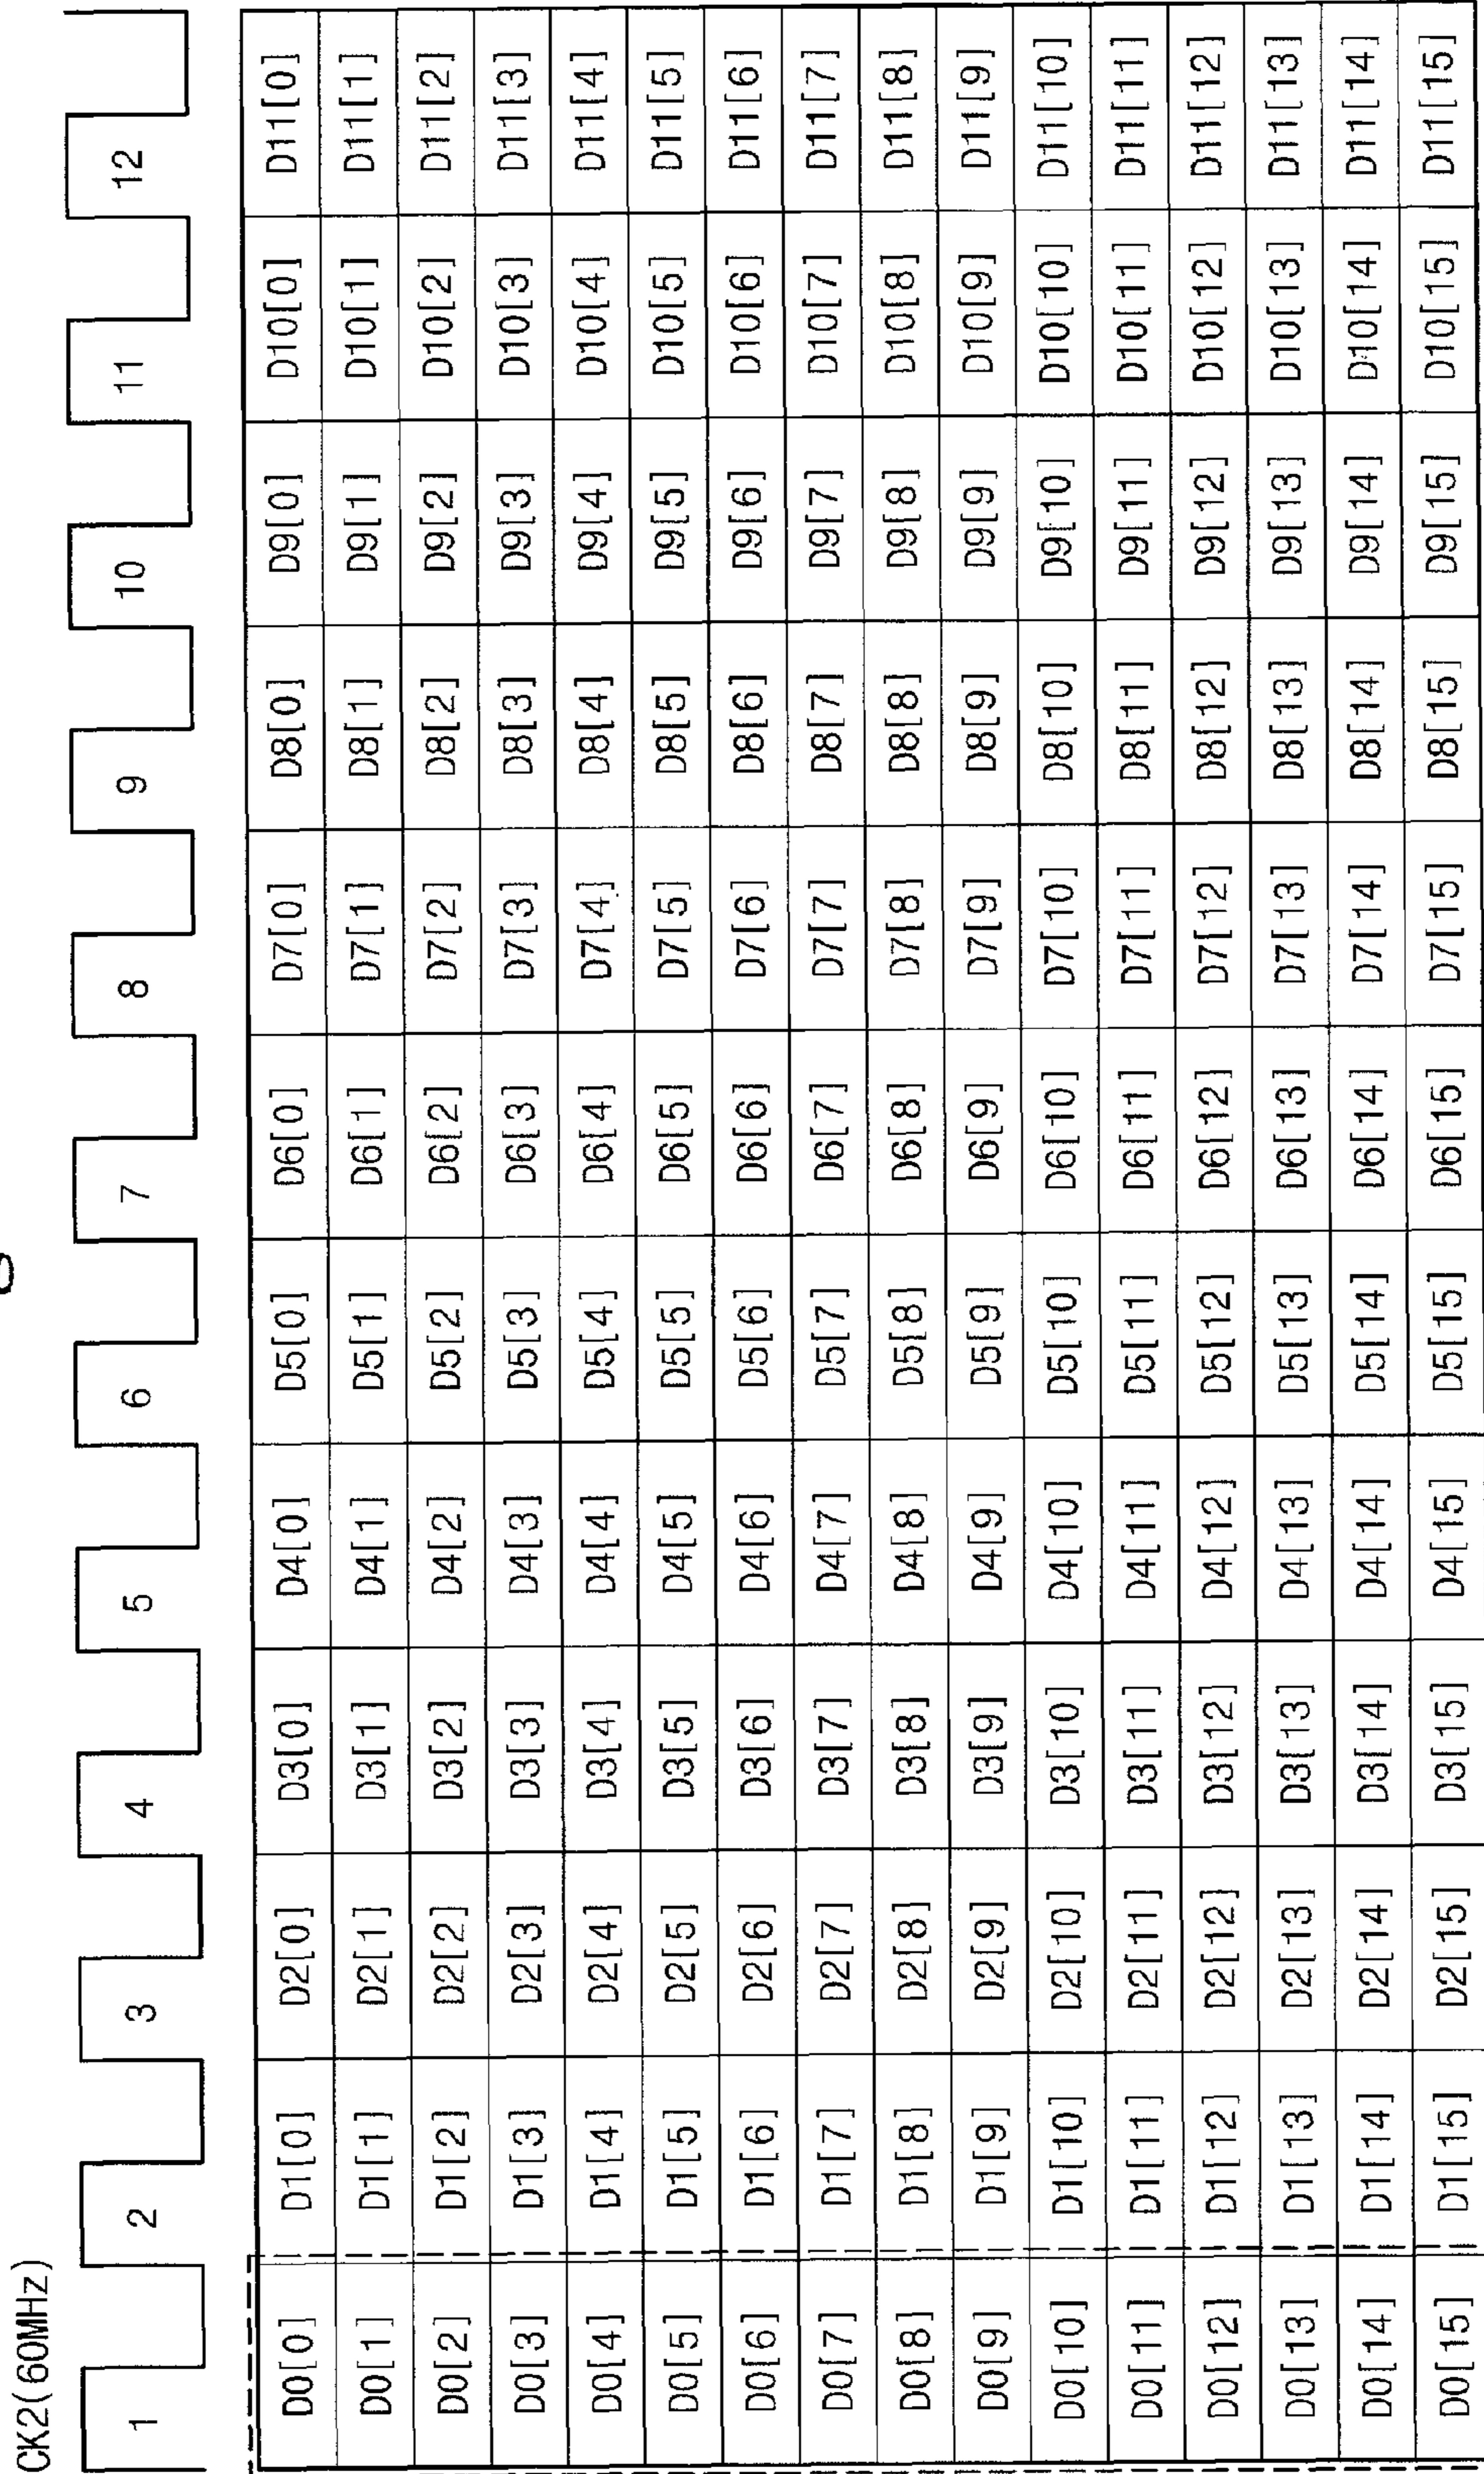 CK2(60MHz)
1 2 3 4 5 6 7 8 9 10 11 12
D0[0] D1[0] D2[0] D3[0] D4[0] D5[0] D6[0] D7[0] D8[0] D9[0] D10[0] D11[0]
D0[1] D1[1] D2[1] D3[1] D4[1] D5[1] D6[1] D7[1] D8[1] D9[1] D10[1] D11[1]
D0[2] D1[2] D2[2] D3[2] D4[2] D5[2] D6[2] D7[2] D8[2] D9[2] D10[2] D11[2]
D0[3] D1[3] D2[3] D3[3] D4[3] D5[3] D6[3] D7[3] D8[3] D9[3] D10[3] D11[3]
D0[4] D1[4] D2[4] D3[4] D4[4] D5[4] D6[4] D7[4] D8[4] D9[4] D10[4] D11[4]
D0[5] D1[5] D2[5] D3[5] D4[5] D5[5] D6[5] D7[5] D8[5] D9[5] D10[5] D11[5]
D0[6] D1[6] D2[6] D3[6] D4[6] D5[6] D6[6] D7[6] D8[6] D9[6] D10[6] D11[6]
D0[7] D1[7] D2[7] D3[7] D4[7] D5[7] D6[7] D7[7] D8[7] D9[7] D10[7] D11[7]
D0[8] D1[8] D2[8] D3[8] D4[8] D5[8] D6[8] D7[8] D8[8] D9[8] D10[8] D11[8]
D0[9] D1[9] D2[9] D3[9] D4[9] D5[9] D6[9] D7[9] D8[9] D9[9] D10[9] D11[9]
D0[10] D1[10] D2[10] D3[10] D4[10] D5[10] D6[10] D7[10] D8[10] D9[10] D10[10] D11[10]
D0[11] D1[11] D2[11] D3[11] D4[11] D5[11] D6[11] D7[11] D8[11] D9[11] D10[11] D11[11]
D0[12] D1[12] D2[12] D3[12] D4[12] D5[12] D6[12] D7[12] D8[12] D9[12] D10[12] D11[12]
D0[13] D1[13] D2[13] D3[13] D4[13] D5[13] D6[13] D7[13] D8[13] D9[13] D10[13] D11[13]
D0[14] D1[14] D2[14] D3[14] D4[14] D5[14] D6[14] D7[14] D8[14] D9[14] D10[14] D11[14]
D0[15] D1[15] D2[15] D3[15] D4[15] D5[15] D6[15] D7[15] D8[15] D9[15] D10[15] D11[15]